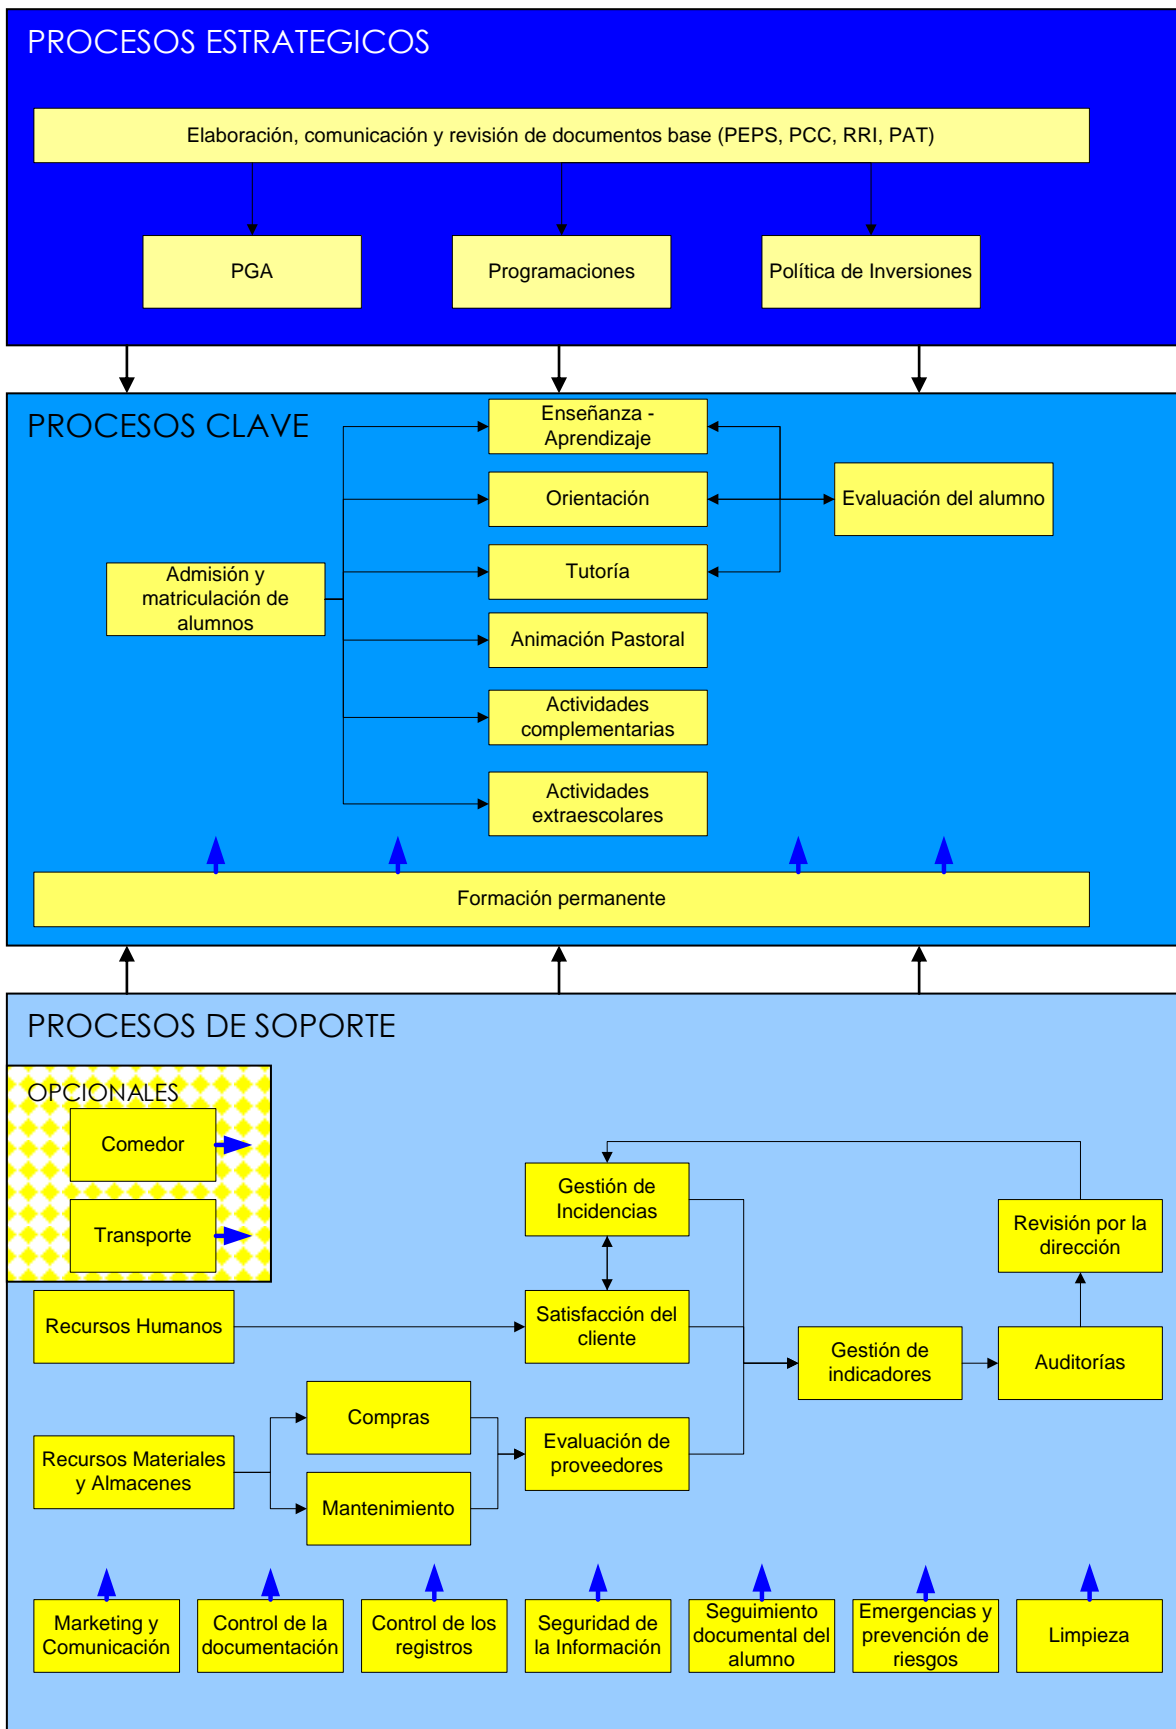 PROCESOS ESTRATEGICOS
Elaboración, comunicación y revisión de documentos base (PEPS, PCC, RRI, PAT)
PGA
Programaciones
Política de Inversiones
PROCESOS CLAVE
Enseñanza -
Aprendizaje
Orientación
Evaluación del alumno
Tutoría
Admisión y
matriculación de
alumnos
Animación Pastoral
Actividades
complementarias
Actividades
extraescolares
Formación permanente
PROCESOS DE SOPORTE
OPCIONALES
Comedor
Transporte
Gestión de
Incidencias
Revisión por la
dirección
Recursos Humanos
Satisfacción del
cliente
Gestión de
indicadores
Auditorías
Compras
Recursos Materiales
y Almacenes
Evaluación de
proveedores
Mantenimiento
Marketing y
Comunicación
Control de la
documentación
Control de los
registros
Seguridad de
la Información
Seguimiento
documental del
alumno
Emergencias y
prevención de
riesgos
Limpieza